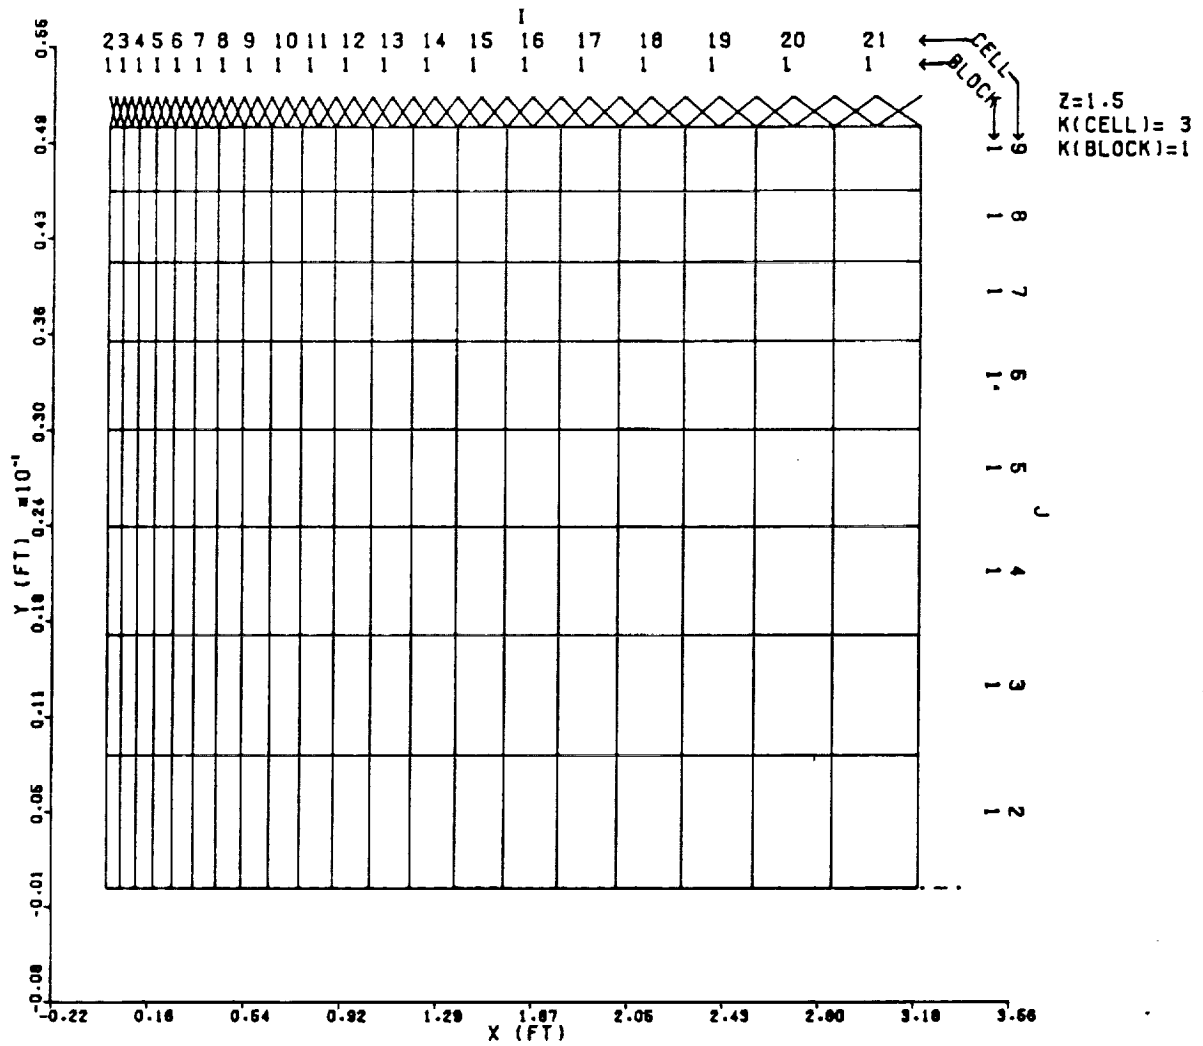 I
2 3 4 5 6 7 8 9 10 11 12 13 14 15 16 17 18 19 20 21 CELL
1 1 1 1 1 1 1 1 1 1 1 1 1 1 1 1 1 1 1 1 BLOCK
Z=1.5
K(CELL)= 3
K(BLOCK)=1
1 9
1 8
1 7
1 6
1 5
J
1 4
1 3
1 2
0.55
0.49
0.43
0.36
0.30
0.24
0.18
0.11
0.05
-0.01
-0.08
Y (FT) ×10⁻¹
-0.22 0.16 0.54 0.92 1.29 1.67 2.05 2.43 2.80 3.18 3.56
X (FT)